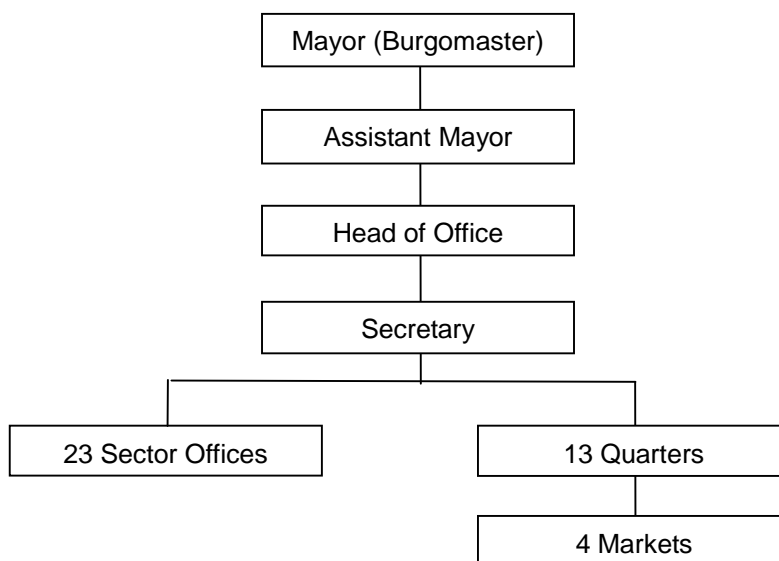 Mayor (Burgomaster)
Assistant Mayor
Head of Office
Secretary
23 Sector Offices
13 Quarters
4 Markets